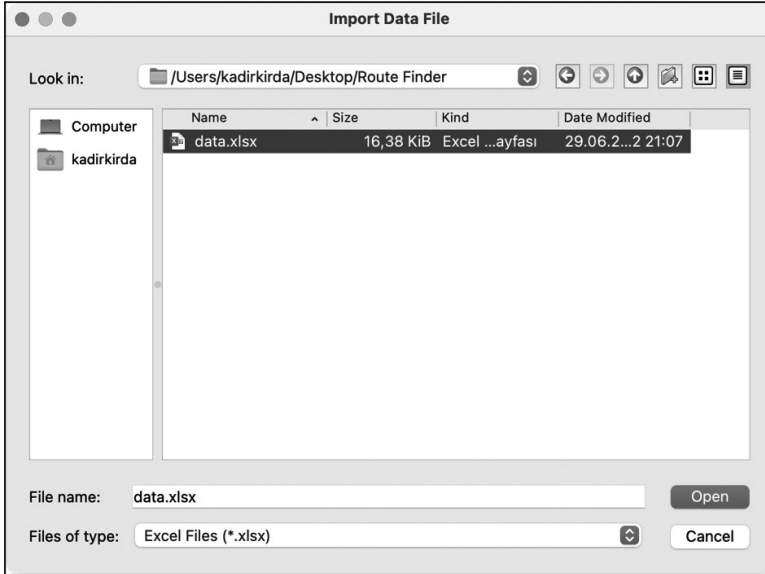 Import Data File
Look in: /Users/kadirkirda/Desktop/Route Finder
Computer
kadirkirda
Name Size Kind Date Modified
data.xlsx 16,38 KiB Excel ...ayfası 29.06.2...2 21:07
File name: data.xlsx Open
Files of type: Excel Files (*.xlsx) Cancel